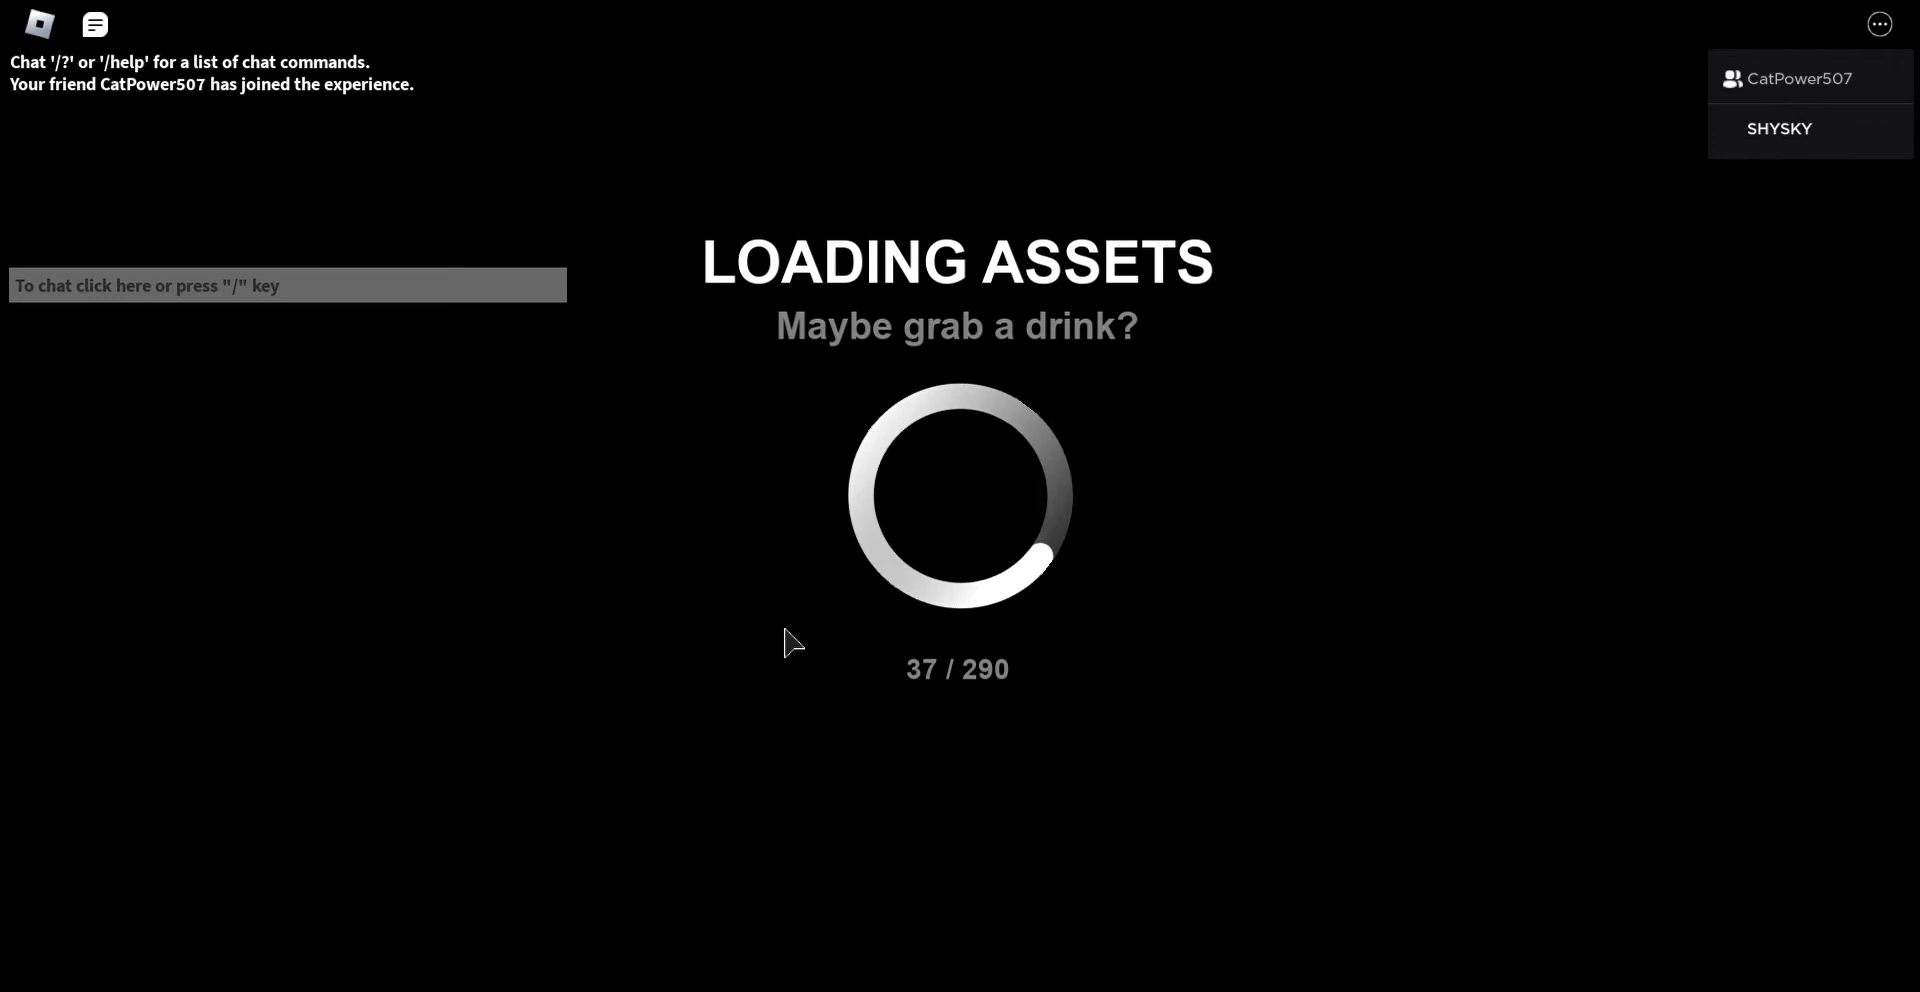 Chat '/?' or '/help' for a list of chat commands.
Your friend CatPower507 has joined the experience.
CatPower507
SHYSKY
To chat click here or press "/" key
LOADING ASSETS
Maybe grab a drink?
37 / 290